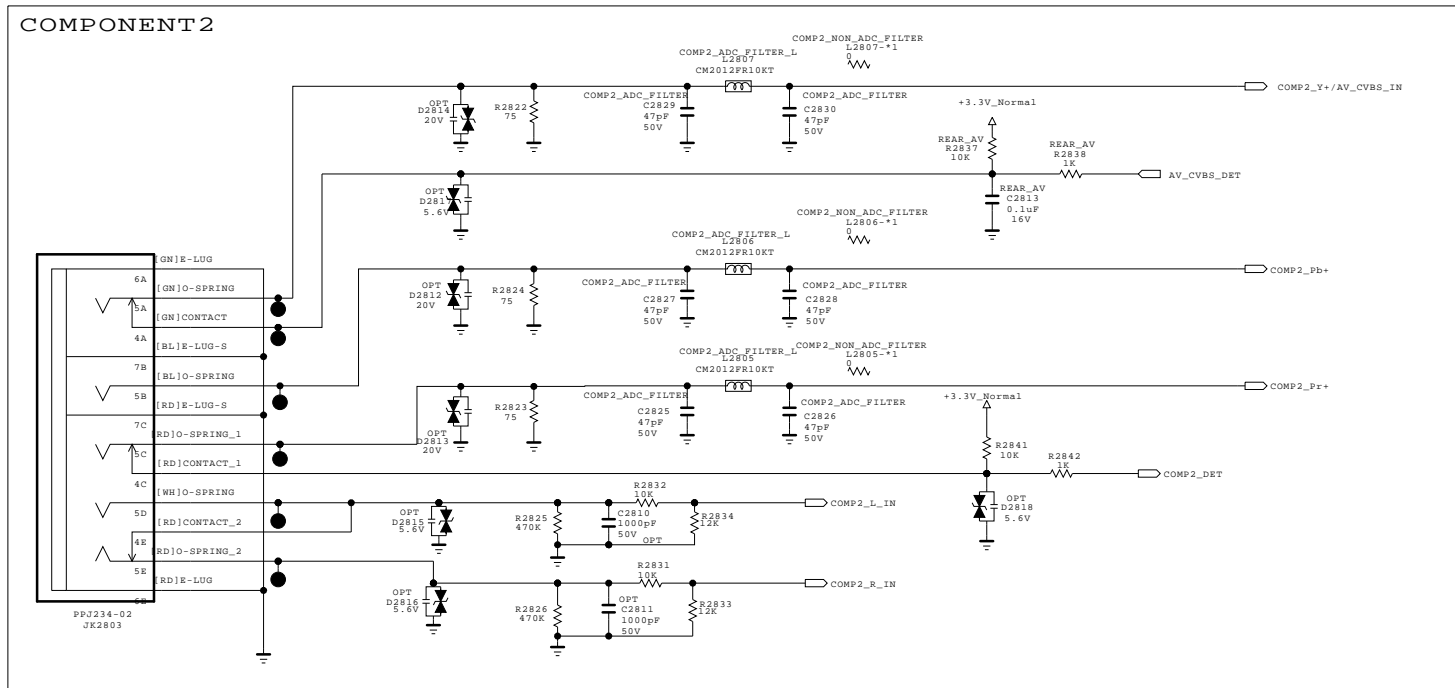 COMPONENT2
COMP2_NON_ADC_FILTER
L2807-*1
0
COMP2_ADC_FILTER_L
L2807
CM2012FR10KT
OPT
D2814
20V
R2822
75
COMP2_ADC_FILTER
C2829
47pF
50V
COMP2_ADC_FILTER
C2830
47pF
50V
COMP2_Y+/AV_CVBS_IN
+3.3V_Normal
REAR_AV
R2837
10K
REAR_AV
R2838
1K
AV_CVBS_DET
OPT
D2817
5.6V
REAR_AV
C2813
0.1uF
16V
COMP2_NON_ADC_FILTER
L2806-*1
0
COMP2_ADC_FILTER_L
L2806
CM2012FR10KT
COMP2_Pb+
OPT
D2812
20V
R2824
75
COMP2_ADC_FILTER
C2827
47pF
50V
COMP2_ADC_FILTER
C2828
47pF
50V
COMP2_NON_ADC_FILTER
L2805-*1
0
COMP2_ADC_FILTER_L
L2805
CM2012FR10KT
COMP2_Pr+
OPT
D2813
20V
R2823
75
COMP2_ADC_FILTER
C2825
47pF
50V
COMP2_ADC_FILTER
C2826
47pF
50V
+3.3V_Normal
R2841
10K
R2842
1K
COMP2_DET
OPT
D2818
5.6V
[GN]E-LUG
6A
[GN]O-SPRING
5A
[GN]CONTACT
4A
[BL]E-LUG-S
7B
[BL]O-SPRING
5B
[RD]E-LUG-S
7C
[RD]O-SPRING_1
5C
[RD]CONTACT_1
4C
[WH]O-SPRING
5D
[RD]CONTACT_2
4E
[RD]O-SPRING_2
5E
[RD]E-LUG
6E
PPJ234-02
JK2803
OPT
D2815
5.6V
R2825
470K
C2810
1000pF
50V
OPT
R2832
10K
R2834
12K
COMP2_L_IN
OPT
D2816
5.6V
R2826
470K
OPT
C2811
1000pF
50V
R2831
10K
R2833
12K
COMP2_R_IN